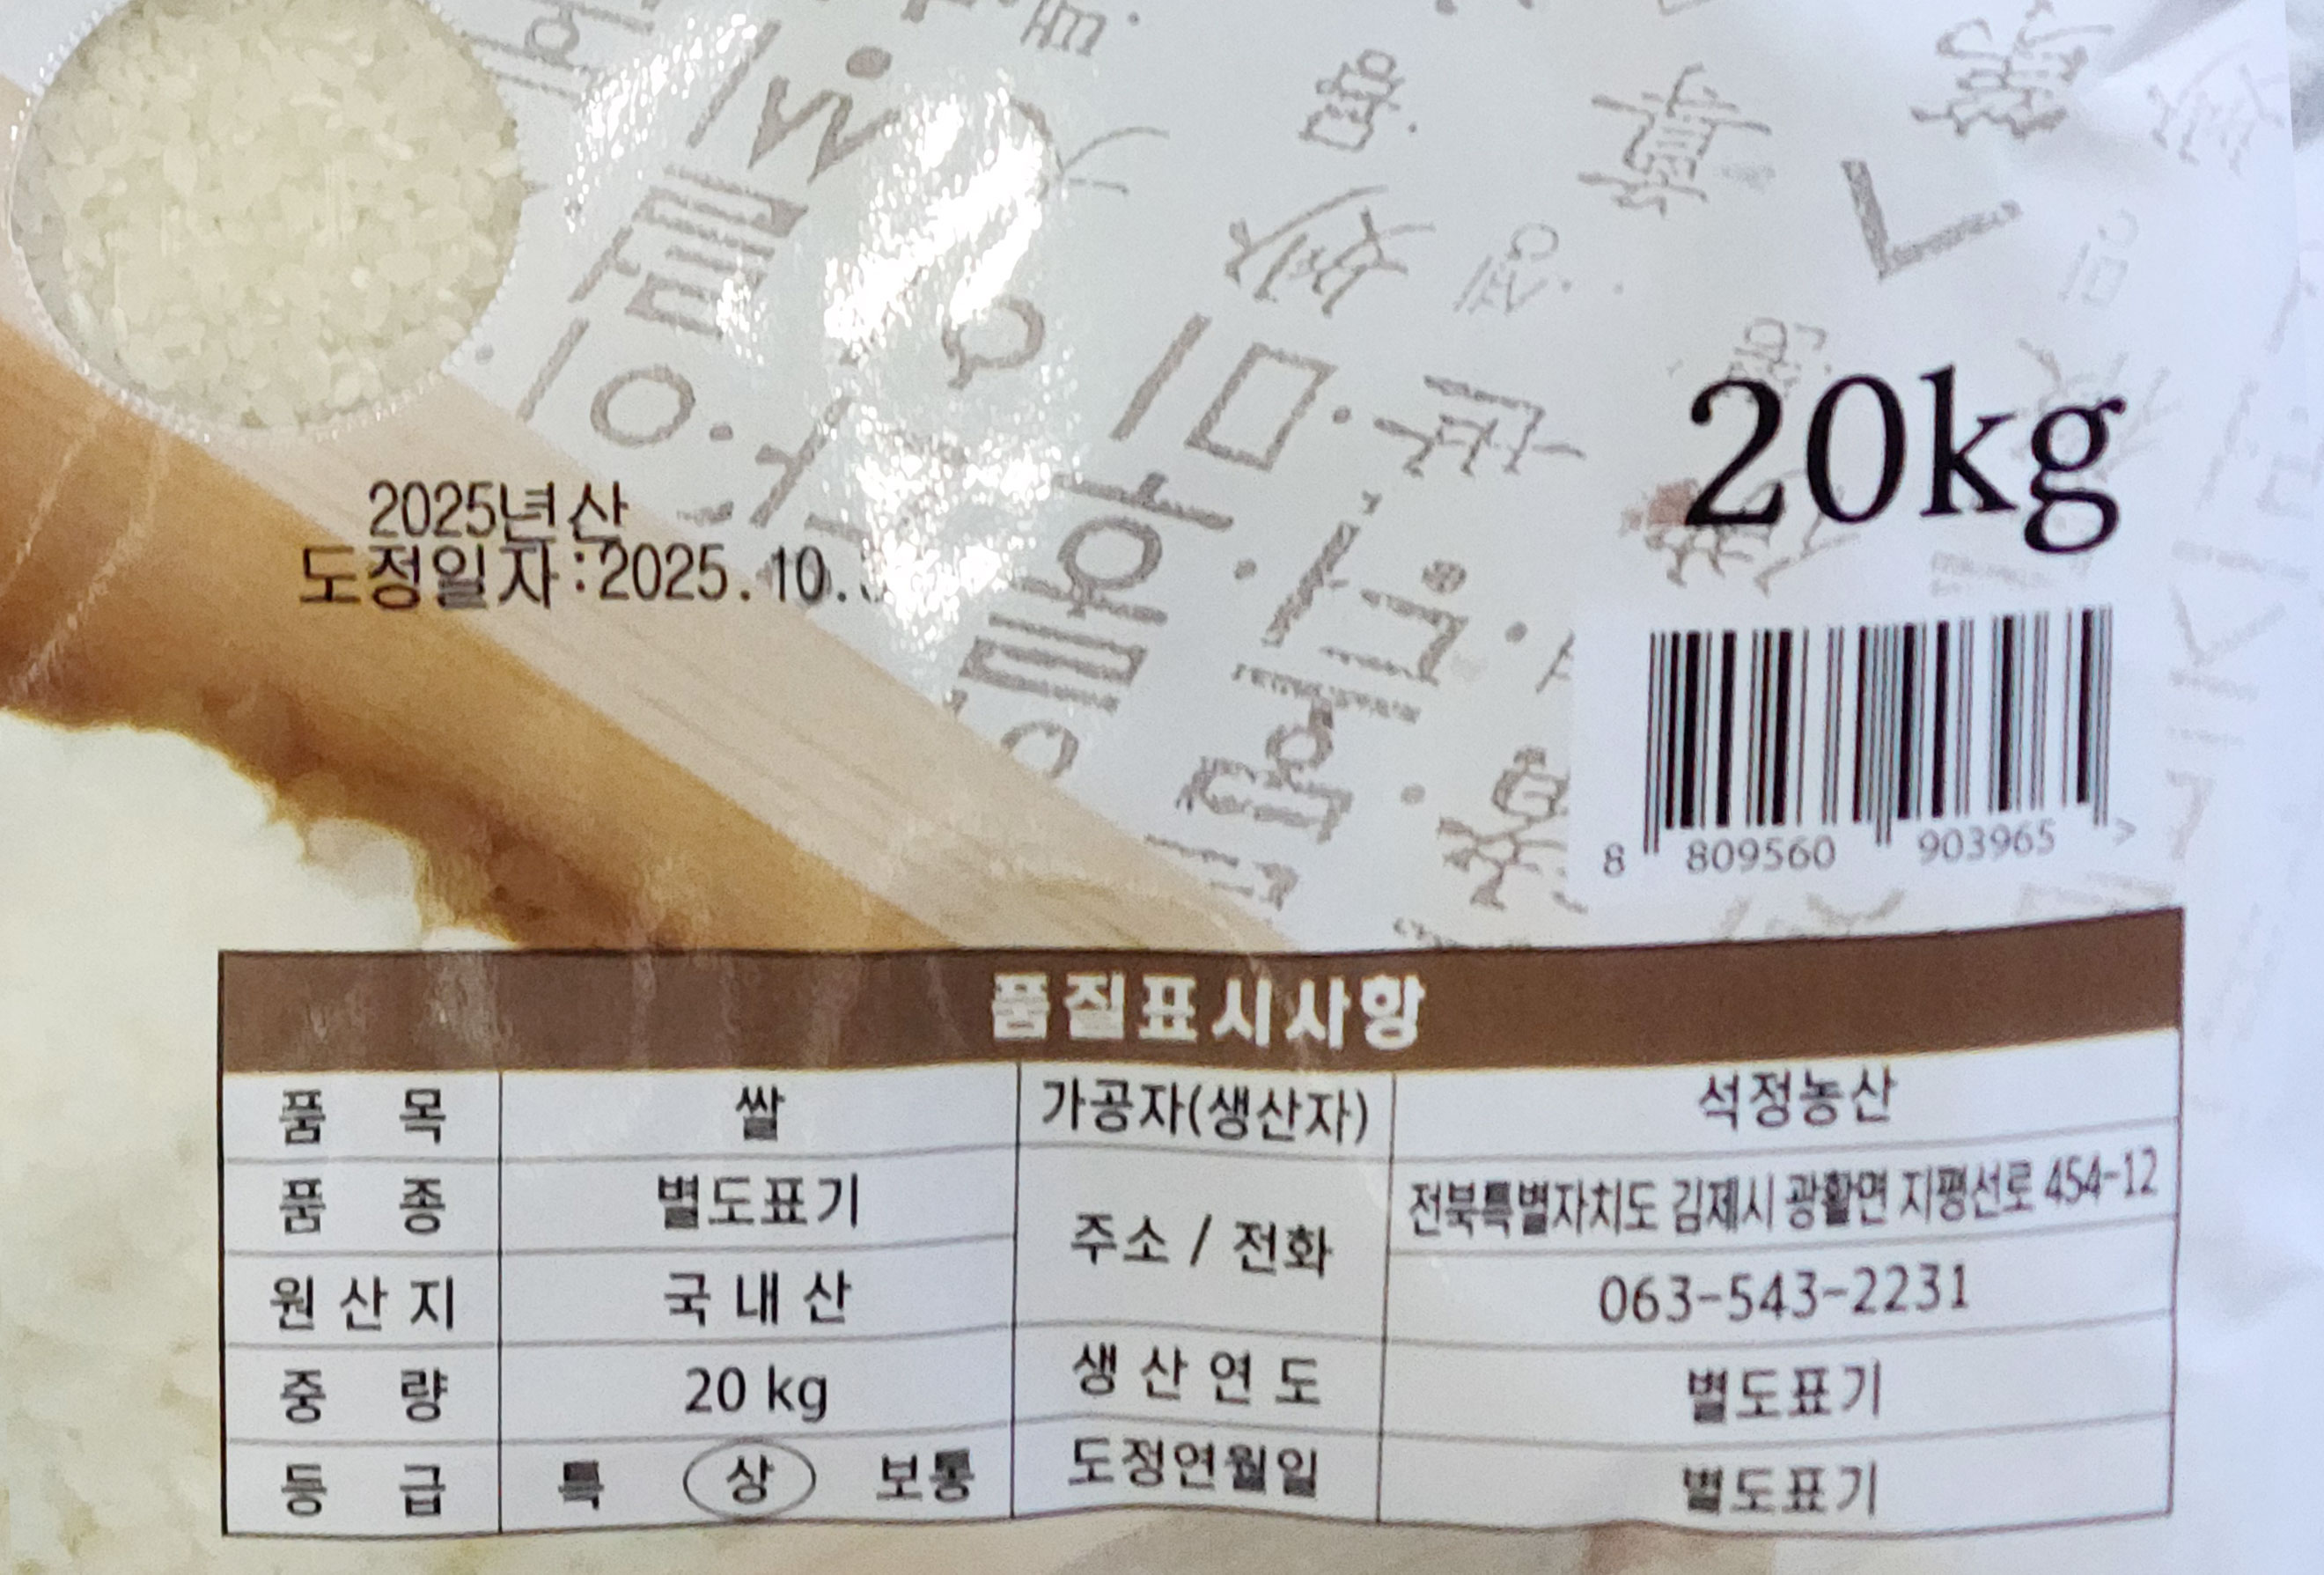 20kg
2025년산
도정일자:2025.10.
8 809560 903965 >
품질표시사항
품 목 쌀 가공자(생산자) 석정농산
품 종 별도표기 주소 / 전화 전북특별자치도 김제시 광활면 지평선로 454-12
원 산 지 국 내 산 063-543-2231
중 량 20 kg 생 산 연 도 별도표기
등 급 특 상 보통 도정연월일 별도표기